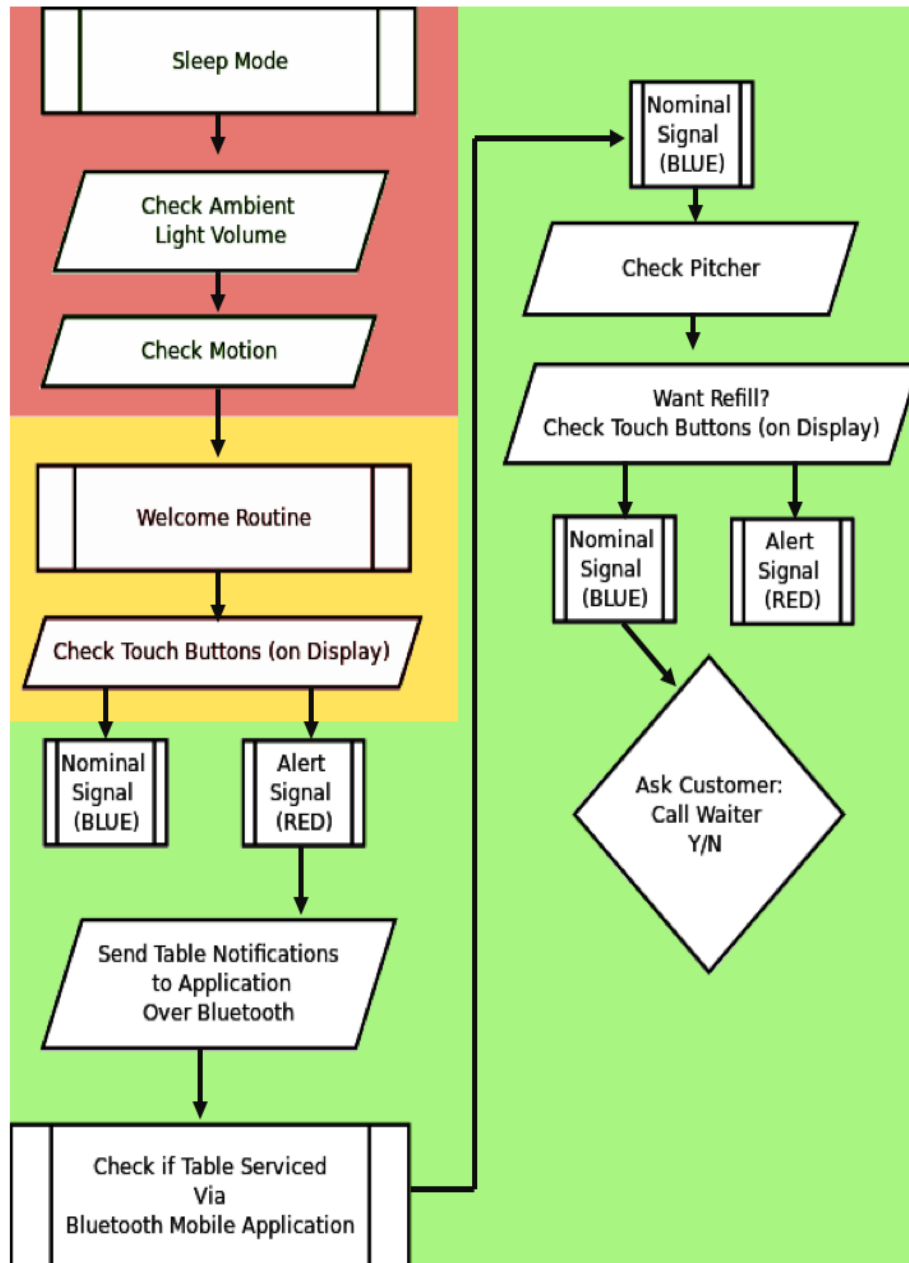 Sleep Mode
Check Ambient
Light Volume
Check Motion
Welcome Routine
Check Touch Buttons (on Display)
Nominal
Signal
(BLUE)
Alert
Signal
(RED)
Send Table Notifications
to Application
Over Bluetooth
Check if Table Serviced
Via
Bluetooth Mobile Application
Nominal
Signal
(BLUE)
Check Pitcher
Want Refill?
Check Touch Buttons (on Display)
Nominal
Signal
(BLUE)
Alert
Signal
(RED)
Ask Customer:
Call Waiter
Y/N